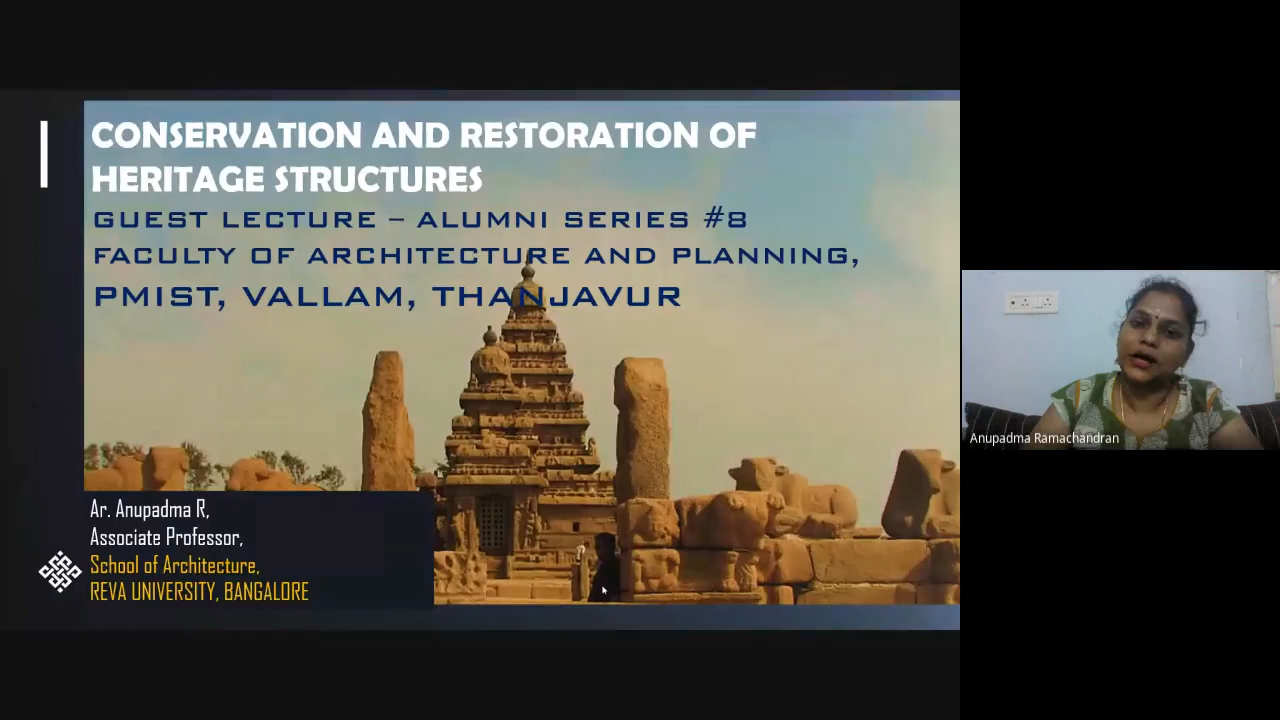 CONSERVATION AND RESTORATION OF
HERITAGE STRUCTURES
GUEST LECTURE – ALUMNI SERIES #8
FACULTY OF ARCHITECTURE AND PLANNING,
PMIST, VALLAM, THANJAVUR
Ar. Anupadma R,
Associate Professor,
School of Architecture,
REVA UNIVERSITY, BANGALORE
Anupadma Ramachandran